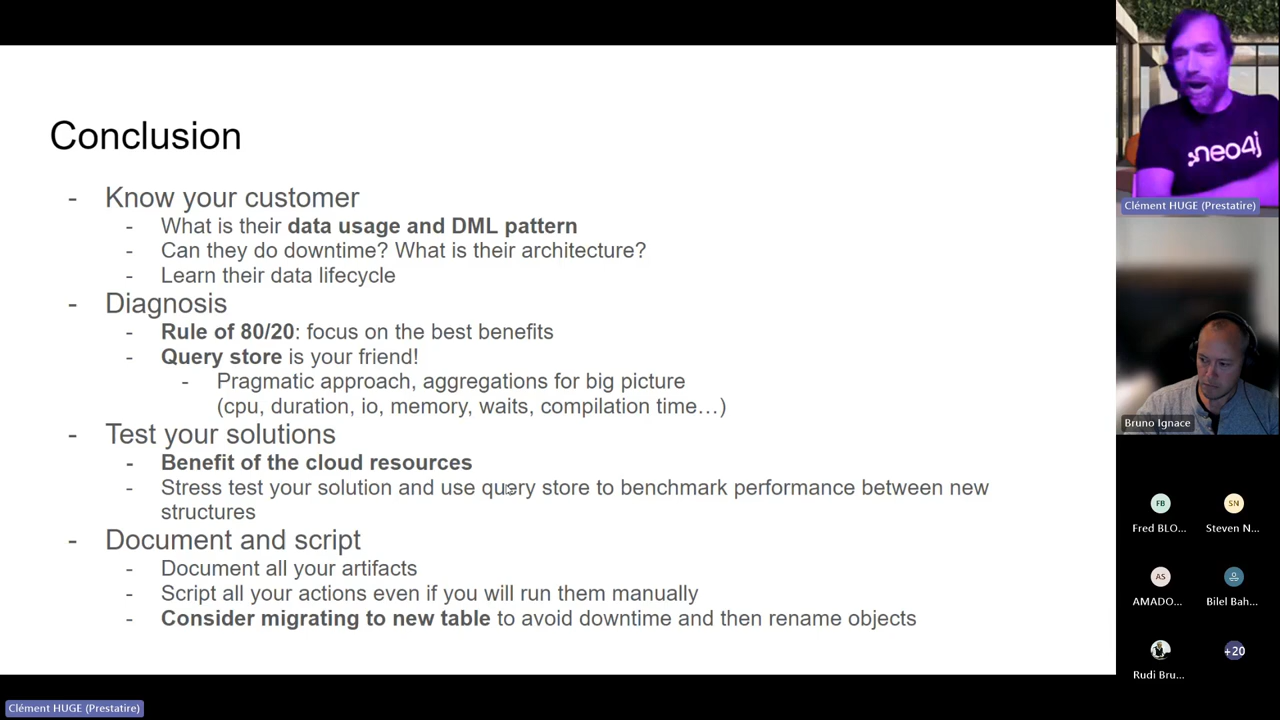 Conclusion
- Know your customer
- What is their data usage and DML pattern
- Can they do downtime? What is their architecture?
- Learn their data lifecycle
- Diagnosis
- Rule of 80/20: focus on the best benefits
- Query store is your friend!
- Pragmatic approach, aggregations for big picture
(cpu, duration, io, memory, waits, compilation time…)
- Test your solutions
- Benefit of the cloud resources
- Stress test your solution and use query store to benchmark performance between new
structures
- Document and script
- Document all your artifacts
- Script all your actions even if you will run them manually
- Consider migrating to new table to avoid downtime and then rename objects
Clément HUGE (Prestatire)
neo4j
Clément HUGE (Prestatire)
Bruno Ignace
FB
SN
Fred BLO...
Steven N...
AS
AMADO...
Bilel Bah...
+20
Rudi Bru...